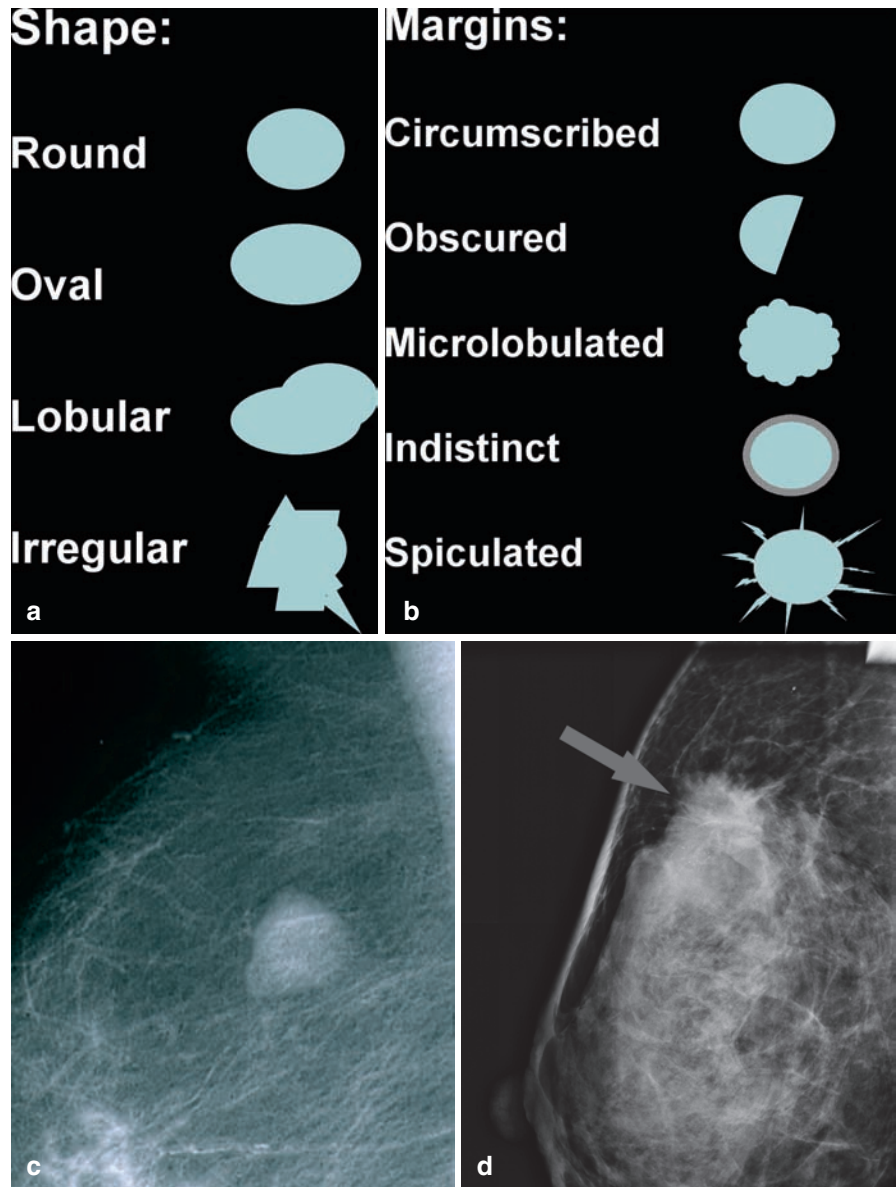 Shape:
Round
Oval
Lobular
Irregular
a
Margins:
Circumscribed
Obscured
Microlobulated
Indistinct
Spiculated
b
c
d